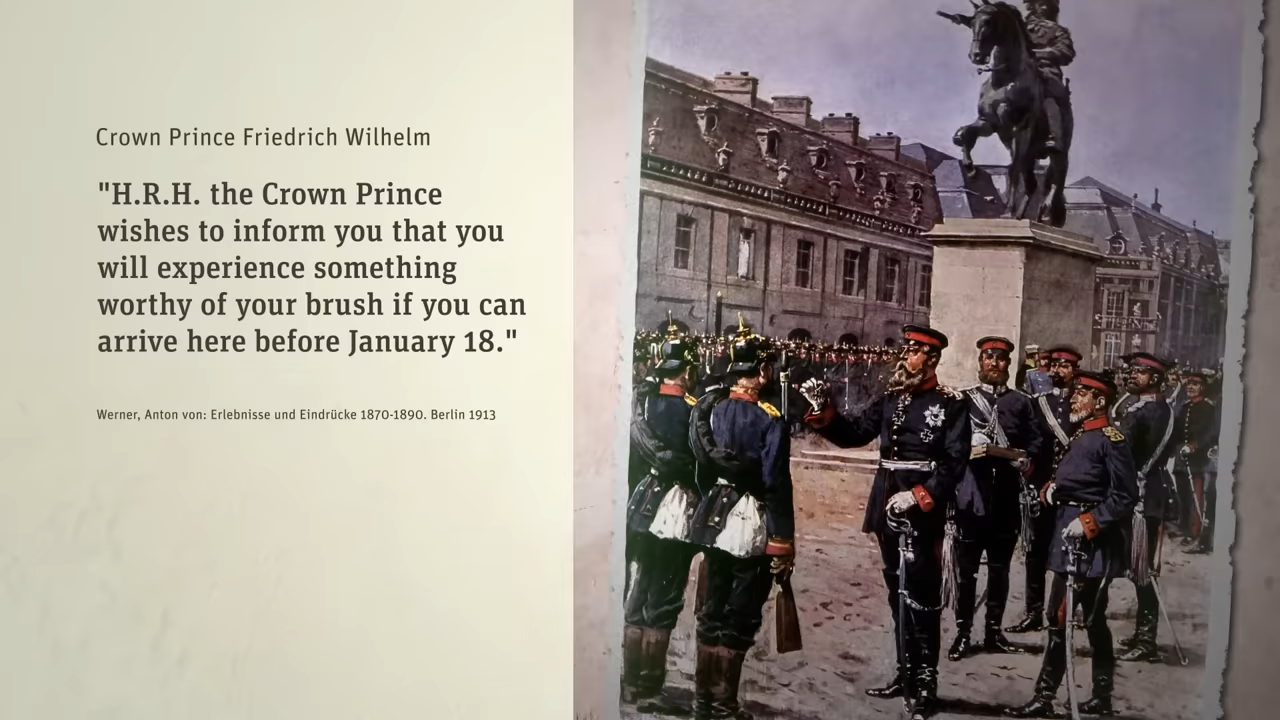 Crown Prince Friedrich Wilhelm
"H.R.H. the Crown Prince
wishes to inform you that you
will experience something
worthy of your brush if you can
arrive here before January 18."
Werner, Anton von: Erlebnisse und Eindrücke 1870-1890. Berlin 1913